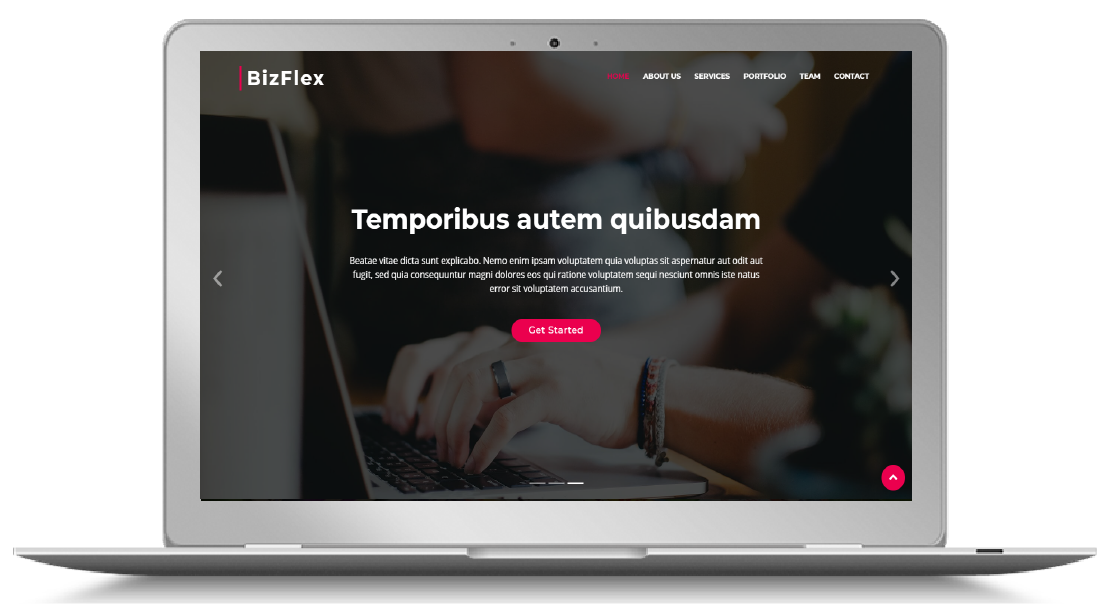 BizFlex
HOME ABOUT US SERVICES PORTFOLIO TEAM CONTACT
Temporibus autem quibusdam
Beatae vitae dicta sunt explicabo. Nemo enim ipsam voluptatem quia voluptas sit aspernatur aut odit aut
fugit, sed quia consequuntur magni dolores eos qui ratione voluptatem sequi nesciunt omnis iste natus
error sit voluptatem accusantium.
Get Started